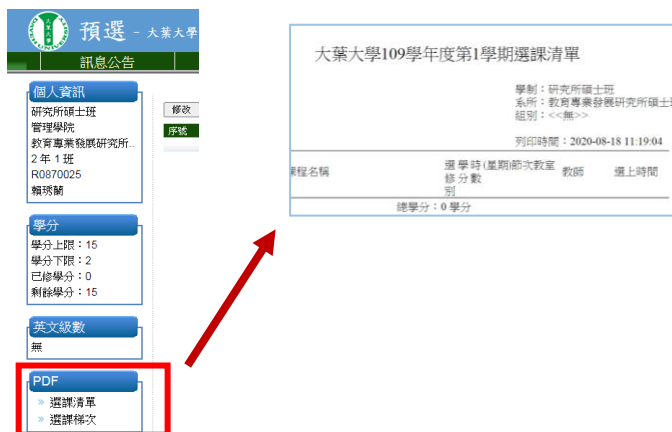 預選 - 大葉大學
訊息公告
個人資訊
研究所碩士班
管理學院
教育專業發展研究所..
2 年 1 班
R0870025
賴琇蘭
修改
序號
學分
學分上限：15
學分下限：2
已修學分：0
剩餘學分：15
英文級數
無
PDF
» 選課清單
» 選課梯次
大葉大學109學年度第1學期選課清單
學制：研究所碩士班
系所：教育專業發展研究所碩士班
組別：<<無>>
列印時間：2020-08-18 11:19:04
課程名稱 選學時(星期)節次教室 教師 選上時間
修分數
別
總學分：0 學分